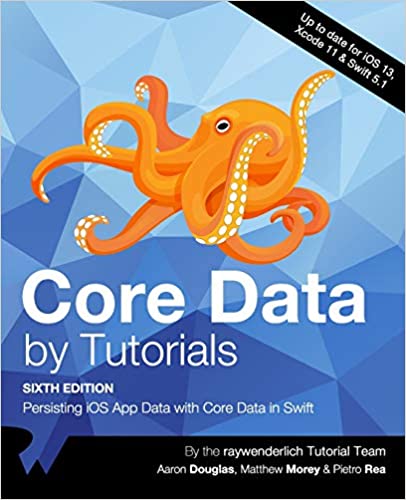 Up to date for iOS 13,
Xcode 11 & Swift 5.1
Core Data
by Tutorials
SIXTH EDITION
Persisting iOS App Data with Core Data in Swift
By the raywenderlich Tutorial Team
Aaron Douglas, Matthew Morey & Pietro Rea